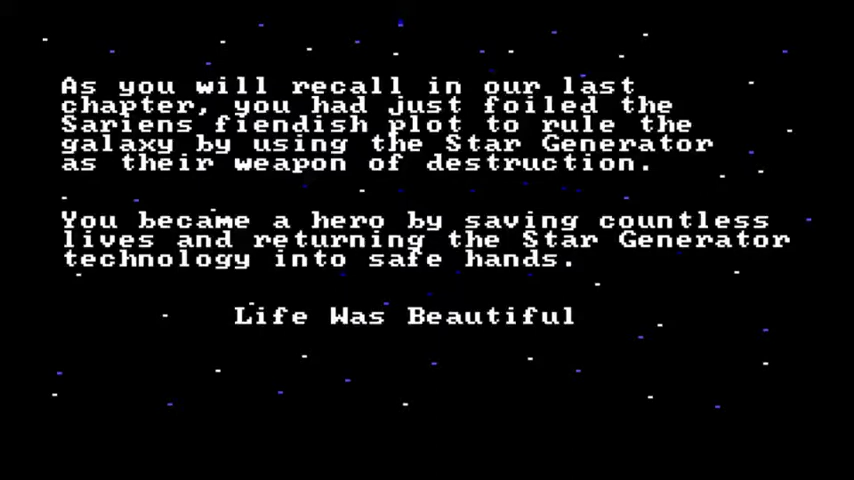 As you will recall in our last
chapter, you had just foiled the
Sariens fiendish plot to rule the
galaxy by using the Star Generator
as their weapon of destruction.
You became a hero by saving countless
lives and returning the Star Generator
technology into safe hands.
Life Was Beautiful